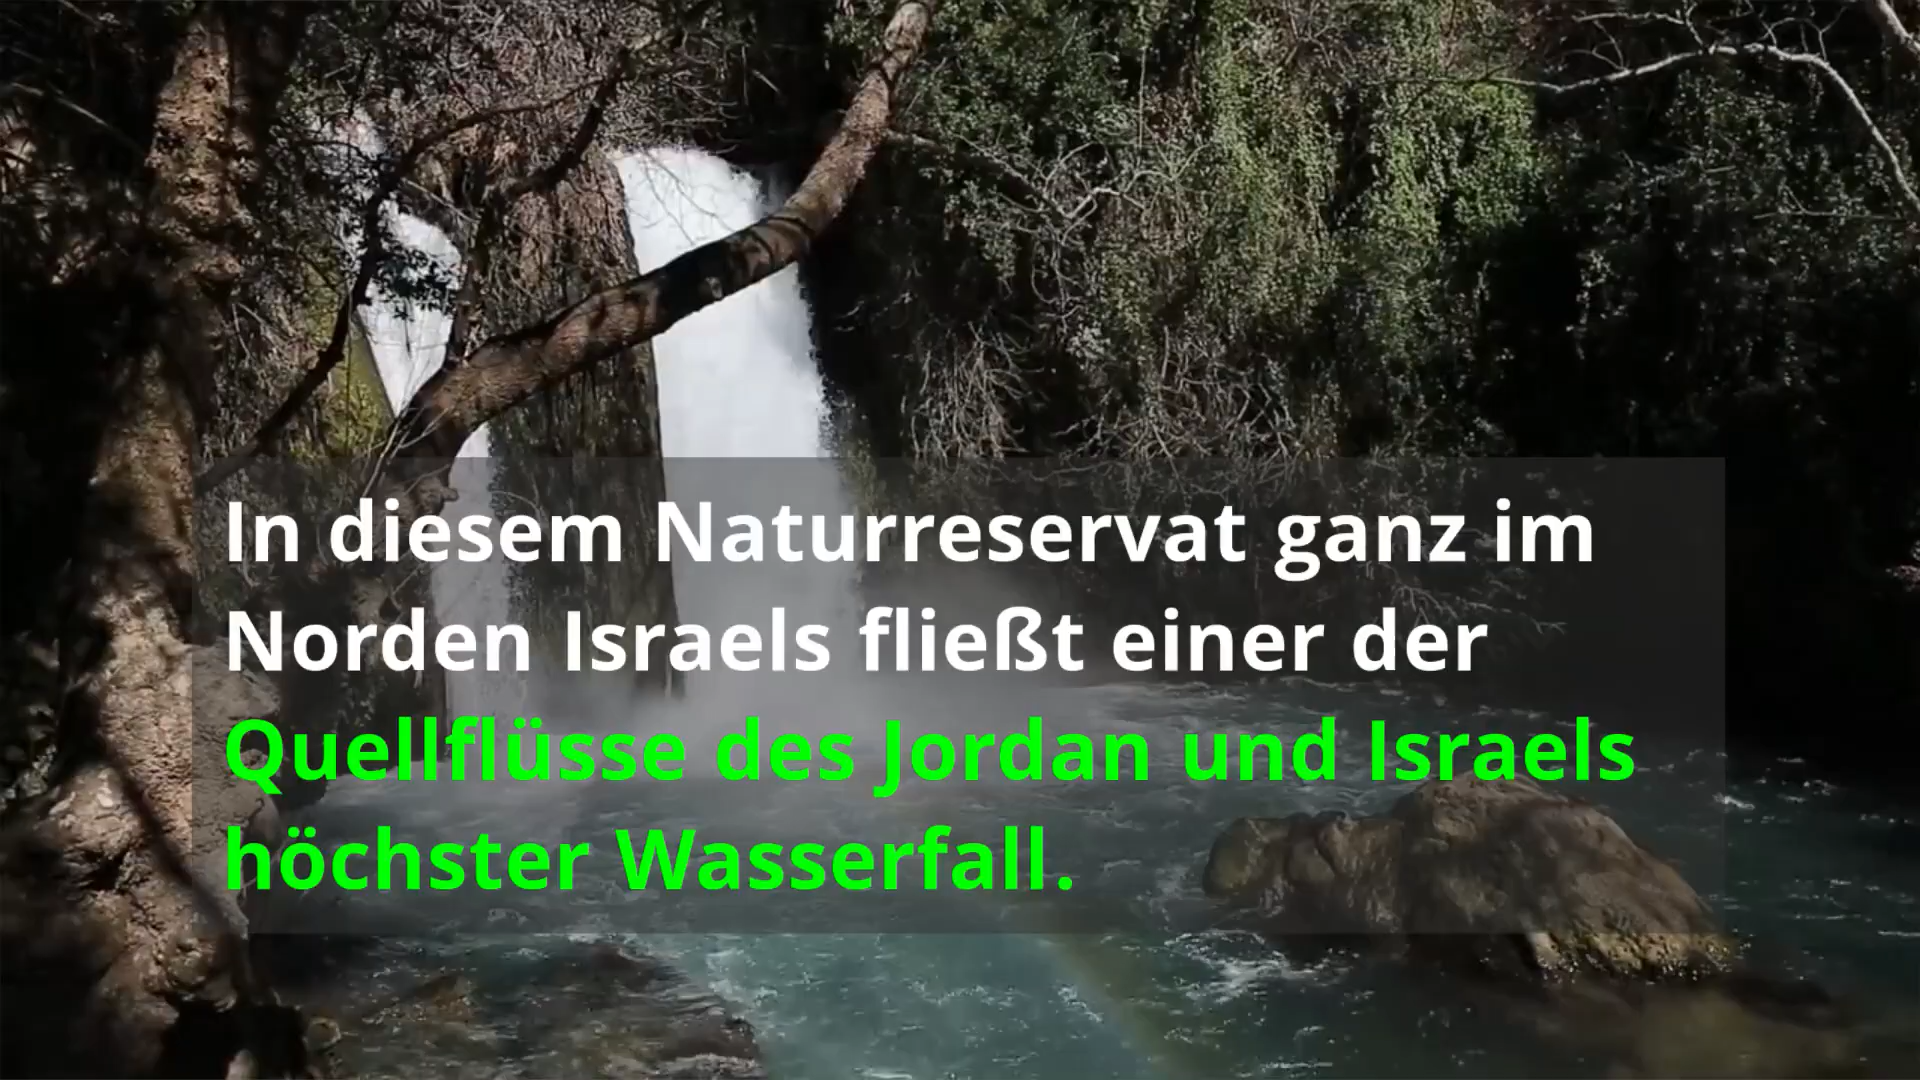 In diesem Naturreservat ganz im
Norden Israels fließt einer der
Quellflüsse des Jordan und Israels
höchster Wasserfall.